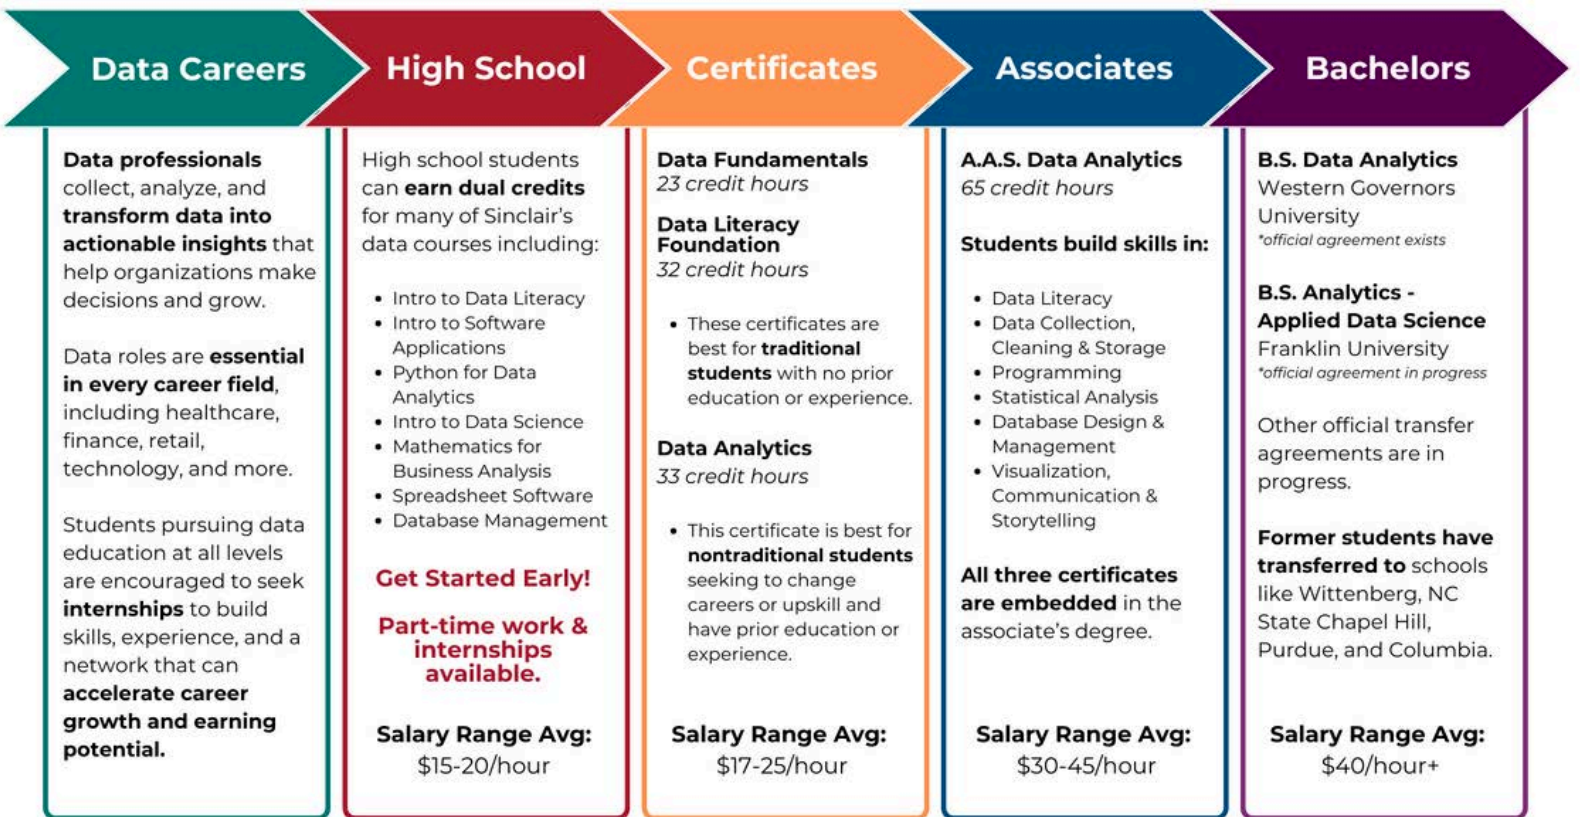 Data Careers
Data professionals
collect, analyze, and
transform data into
actionable insights that
help organizations make
decisions and grow.
Data roles are essential
in every career field,
including healthcare,
finance, retail,
technology, and more.
Students pursuing data
education at all levels
are encouraged to seek
internships to build
skills, experience, and a
network that can
accelerate career
growth and earning
potential.
High School
High school students
can earn dual credits
for many of Sinclair's
data courses including:
• Intro to Data Literacy
• Intro to Software
Applications
• Python for Data
Analytics
• Intro to Data Science
• Mathematics for
Business Analysis
• Spreadsheet Software
• Database Management
Get Started Early!
Part-time work &
internships
available.
Salary Range Avg:
$15-20/hour
Certificates
Data Fundamentals
23 credit hours
Data Literacy
Foundation
32 credit hours
• These certificates are
best for traditional
students with no prior
education or experience.
Data Analytics
33 credit hours
• This certificate is best for
nontraditional students
seeking to change
careers or upskill and
have prior education or
experience.
Salary Range Avg:
$17-25/hour
Associates
A.A.S. Data Analytics
65 credit hours
Students build skills in:
• Data Literacy
• Data Collection,
Cleaning & Storage
• Programming
• Statistical Analysis
• Database Design &
Management
• Visualization,
Communication &
Storytelling
All three certificates
are embedded in the
associate's degree.
Salary Range Avg:
$30-45/hour
Bachelors
B.S. Data Analytics
Western Governors
University
*official agreement exists
B.S. Analytics -
Applied Data Science
Franklin University
*official agreement in progress
Other official transfer
agreements are in
progress.
Former students have
transferred to schools
like Wittenberg, NC
State Chapel Hill,
Purdue, and Columbia.
Salary Range Avg:
$40/hour+